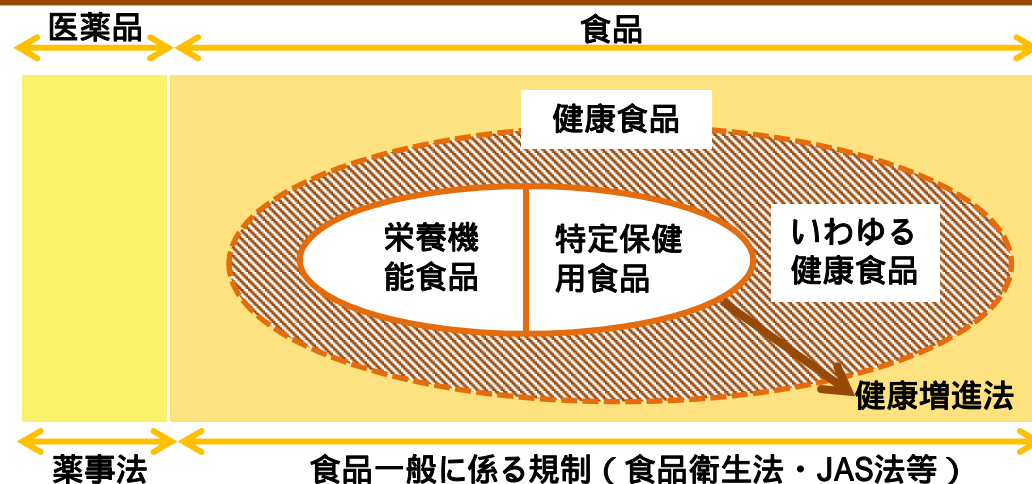 医薬品
食品
健康食品
栄養機
能食品
特定保健
用食品
いわゆる
健康食品
健康増進法
薬事法
食品一般に係る規制（食品衛生法・JAS法等）